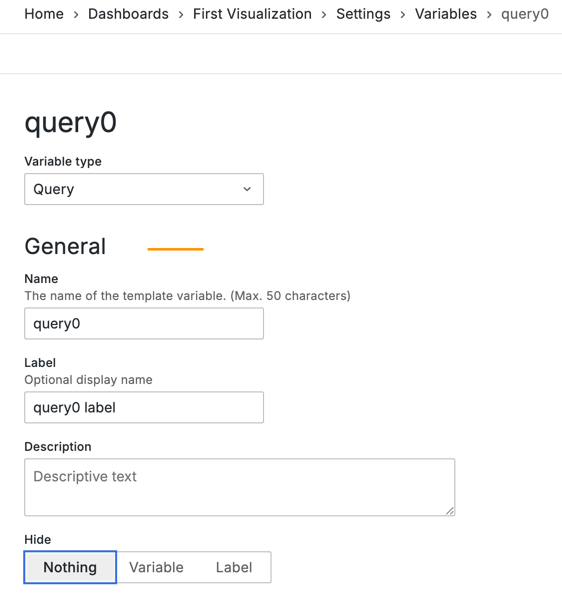 Home > Dashboards > First Visualization > Settings > Variables > query0
query0
Variable type
Query
General
Name
The name of the template variable. (Max. 50 characters)
query0
Label
Optional display name
query0 label
Description
Descriptive text
Hide
Nothing Variable Label